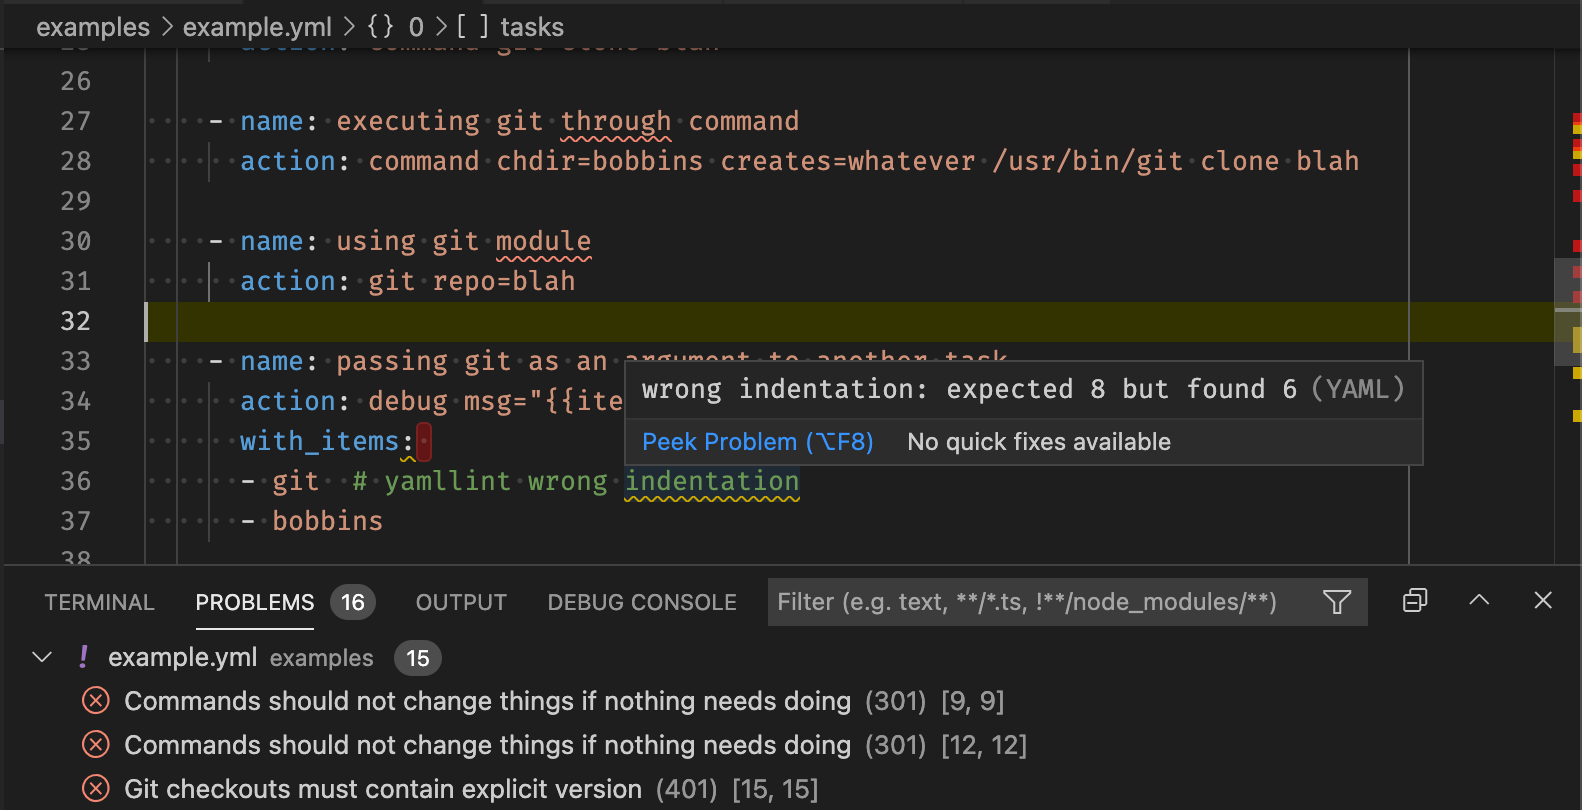 examples > example.yml > {} 0 > [ ] tasks
26
27 - name: executing git through command
28 action: command chdir=bobbins creates=whatever /usr/bin/git clone blah
29
30 - name: using git module
31 action: git repo=blah
32
33 - name: passing git as an argument to another task
34 action: debug msg="{{ite
wrong indentation: expected 8 but found 6 (YAML)
Peek Problem (⌥F8) No quick fixes available
35 with_items:
36 - git # yamllint wrong indentation
37 - bobbins
38
TERMINAL PROBLEMS 16 OUTPUT DEBUG CONSOLE Filter (e.g. text, **/*.ts, !**/node_modules/**)
! example.yml examples 15
Commands should not change things if nothing needs doing (301) [9, 9]
Commands should not change things if nothing needs doing (301) [12, 12]
Git checkouts must contain explicit version (401) [15, 15]